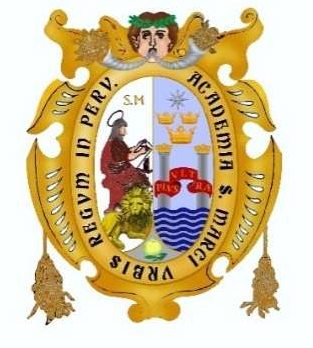 ACADEMIA S. MARCI VRBIS REGVM IN PERV.
S.M
PLVS VLT RA